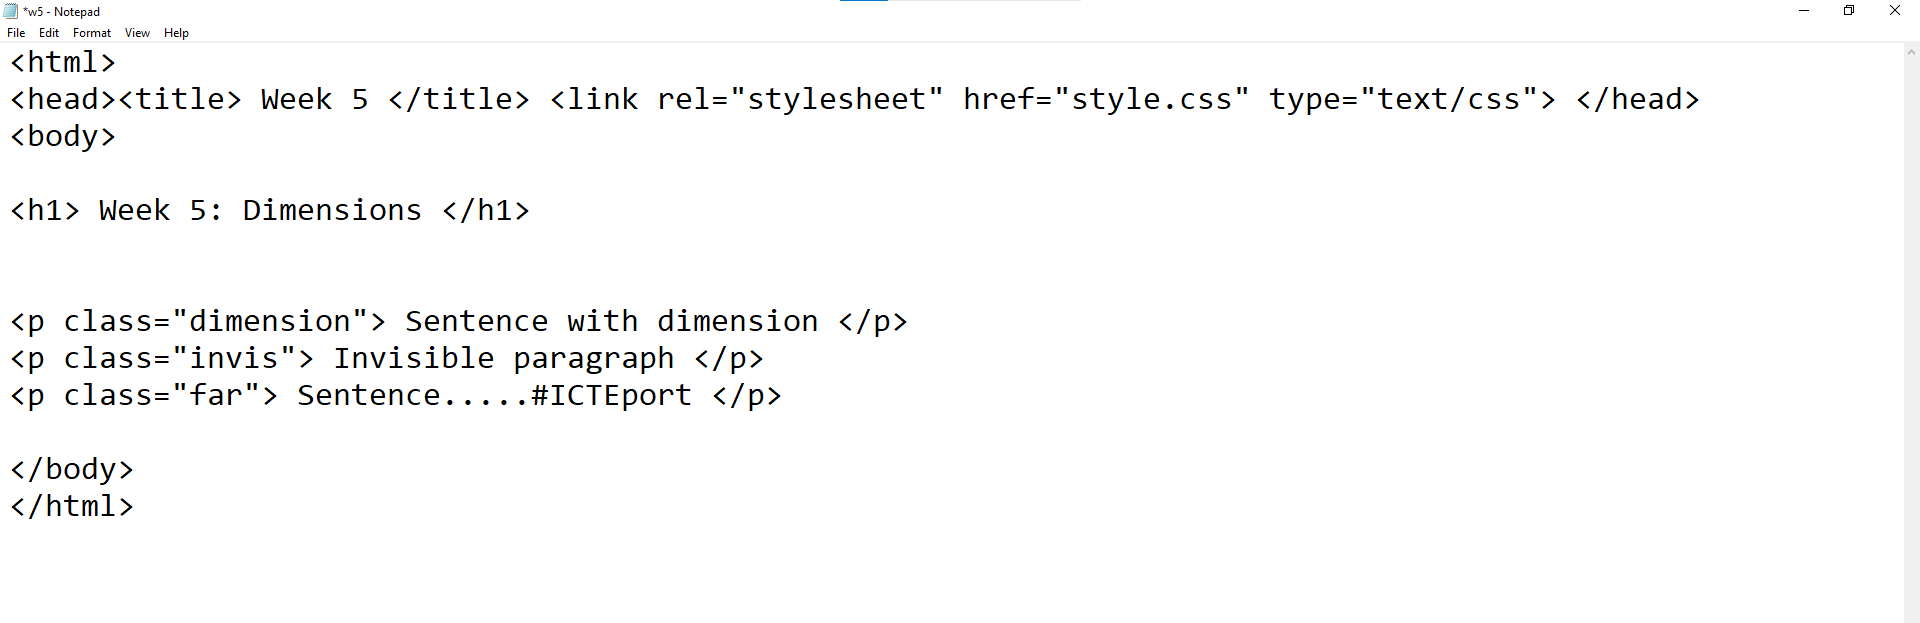 *w5 - Notepad
File Edit Format View Help
<html>
<head><title> Week 5 </title> <link rel="stylesheet" href="style.css" type="text/css"> </head>
<body>
<h1> Week 5: Dimensions </h1>
<p class="dimension"> Sentence with dimension </p>
<p class="invis"> Invisible paragraph </p>
<p class="far"> Sentence.....#ICTEport </p>
</body>
</html>